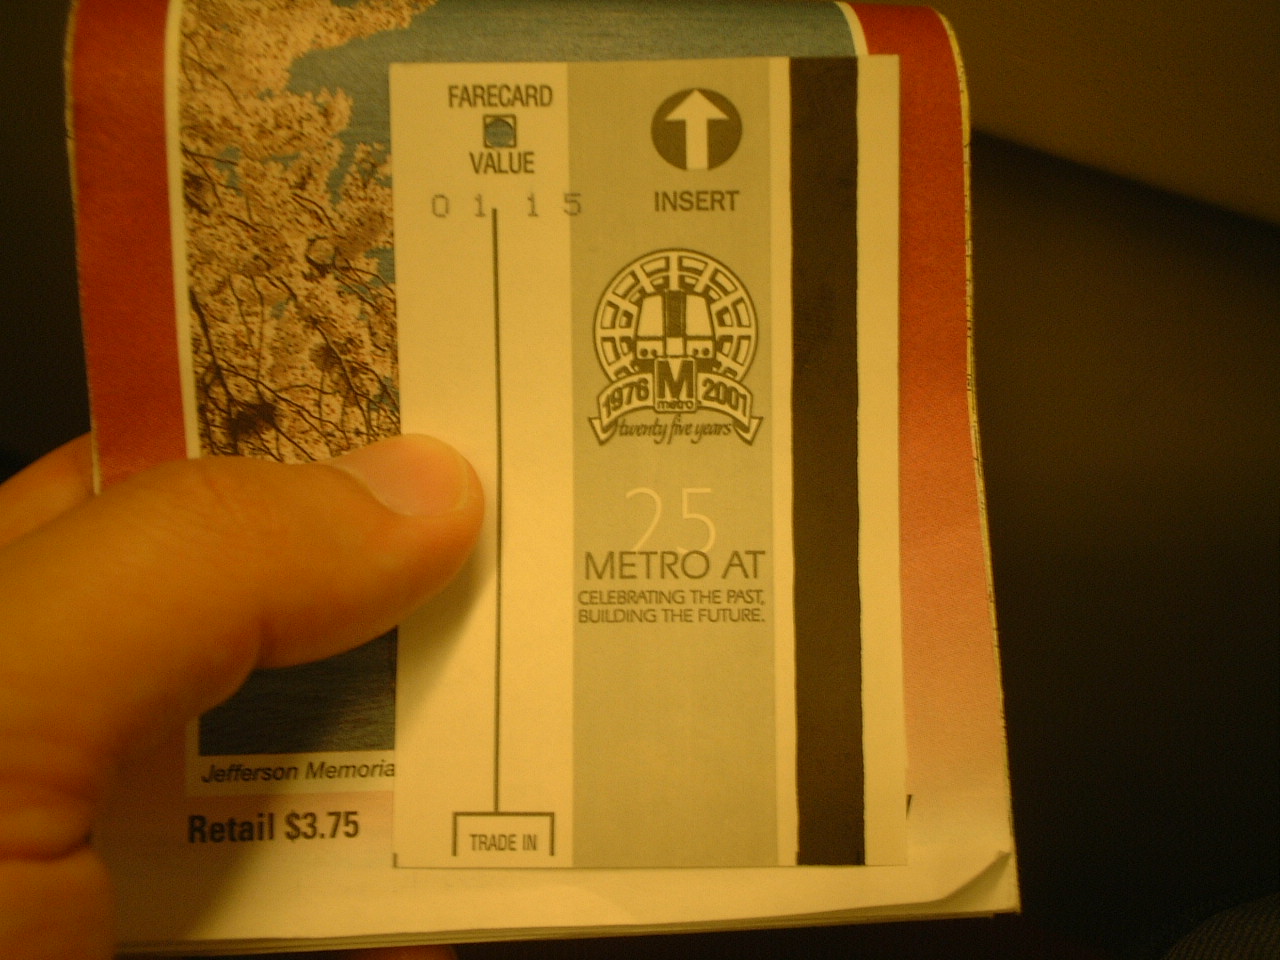 FARECARD
VALUE
01 15
INSERT
1976 M 2001
metro
twenty five years
25
METRO AT
CELEBRATING THE PAST,
BUILDING THE FUTURE.
TRADE IN
Jefferson Memoria
Retail $3.75